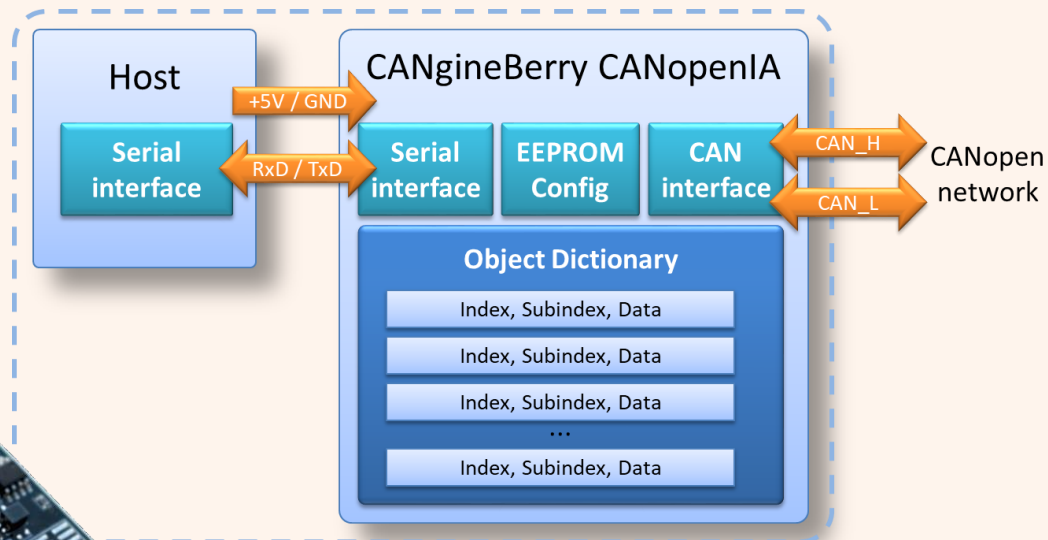 Host
CANgineBerry CANopenIA
+5V / GND
Serial
interface
RxD / TxD
Serial
interface
EEPROM
Config
CAN
interface
CAN_H
CAN_L
CANopen
network
Object Dictionary
Index, Subindex, Data
Index, Subindex, Data
Index, Subindex, Data
...
Index, Subindex, Data